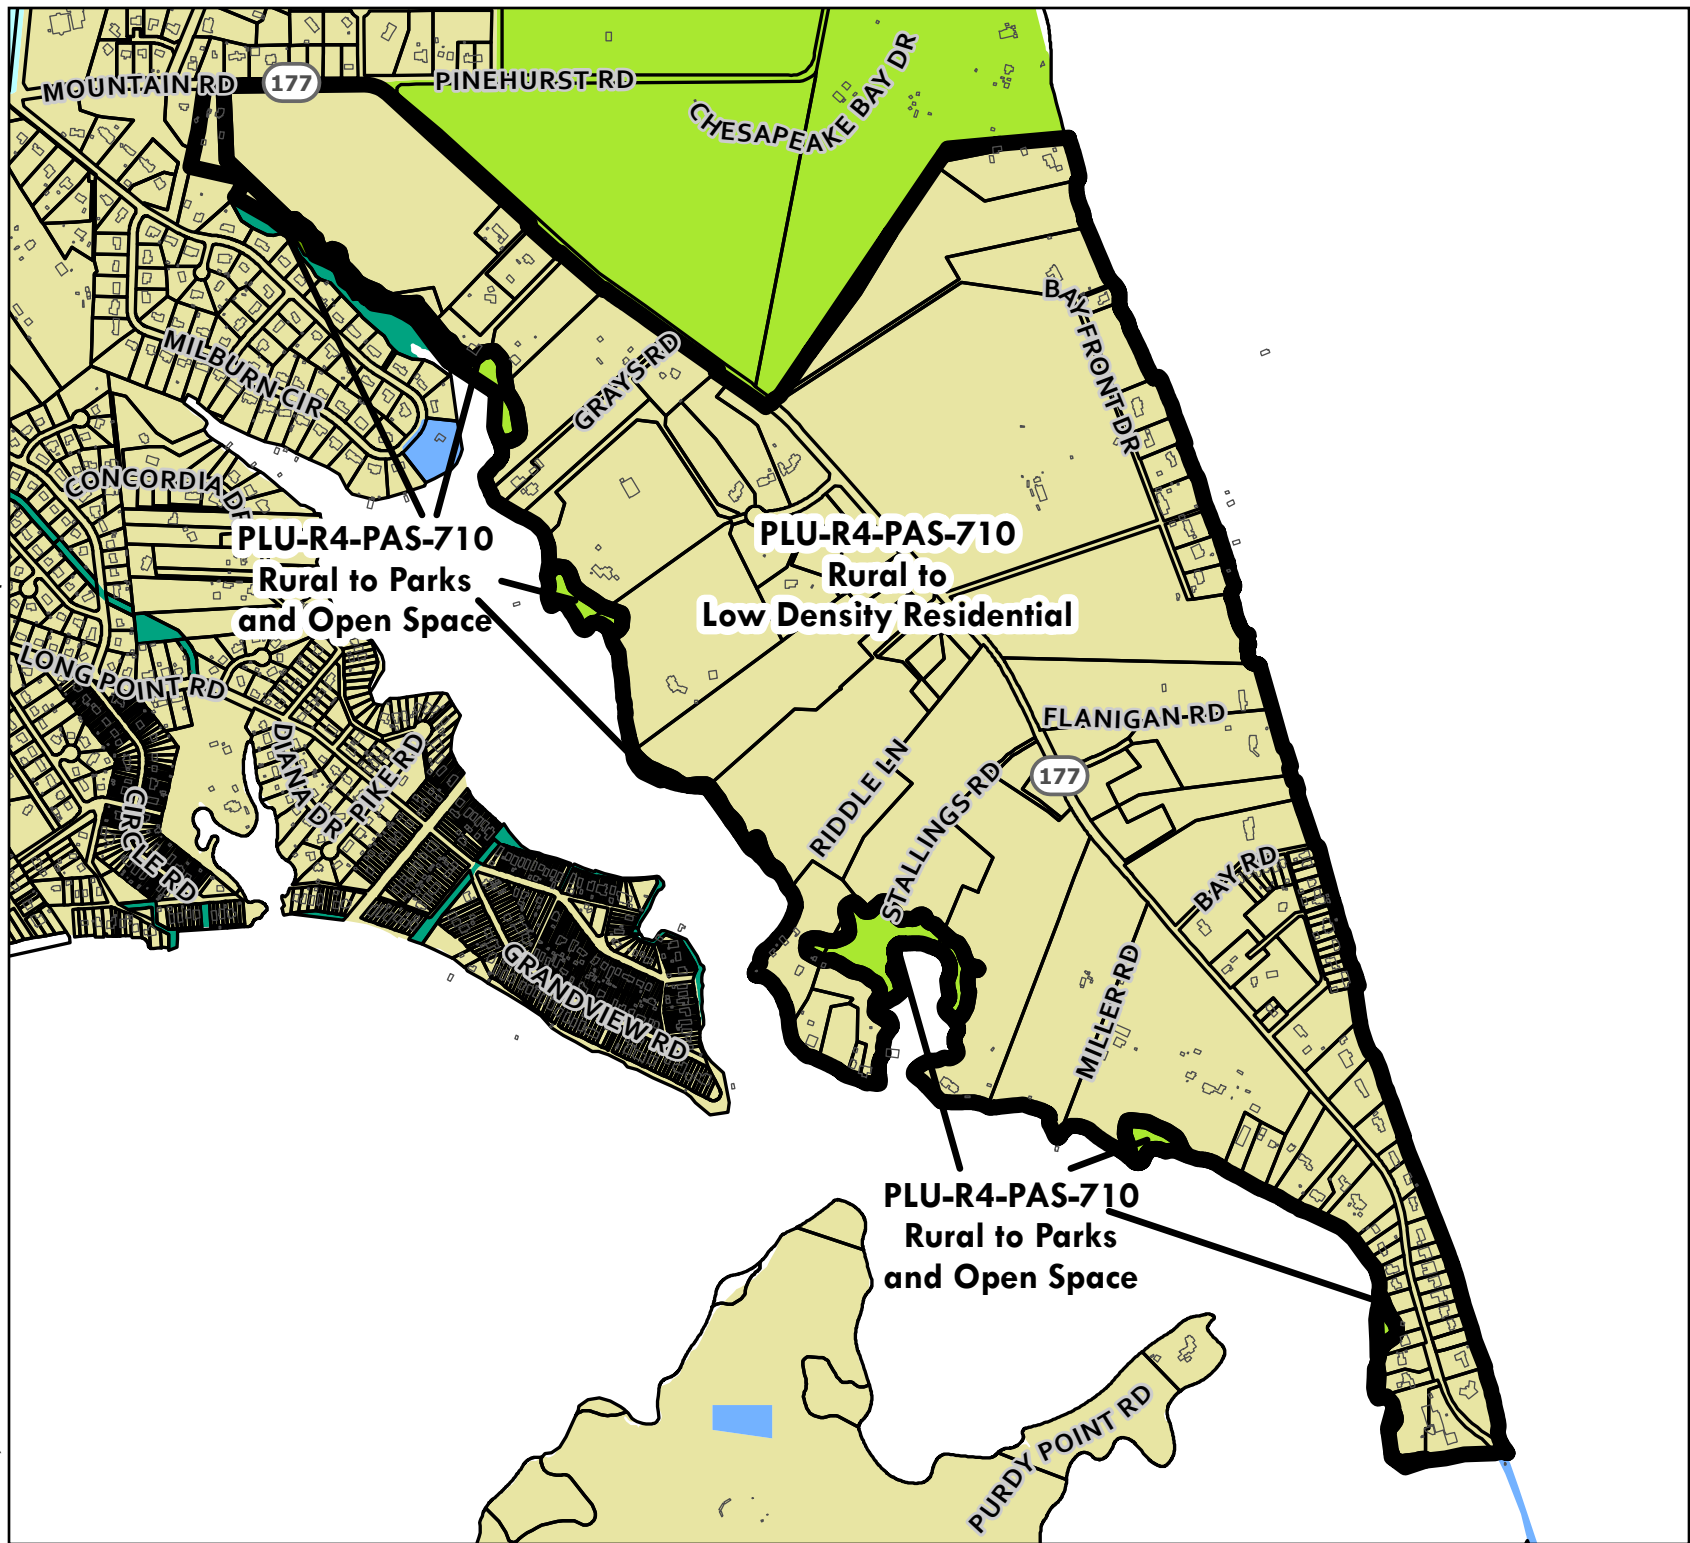 MOUNTAIN RD
177
PINEHURST RD
CHESAPEAKE BAY DR
BAY-FRONT-DR
GRAYS-RD
MILBURN-CIR
CONCORDIA DR
PLU-R4-PAS-710
Rural to Parks
and Open Space
PLU-R4-PAS-710
Rural to
Low Density Residential
LONG POINT RD
FLANIGAN-RD
DIANA-DR
PIKE-RD
177
RIDDLE L-N
STALLINGS-RD
CIRCLE-RD
BAY-RD
GRANDVIEW RD
MILLER-RD
PLU-R4-PAS-710
Rural to Parks
and Open Space
PURDY POINT RD